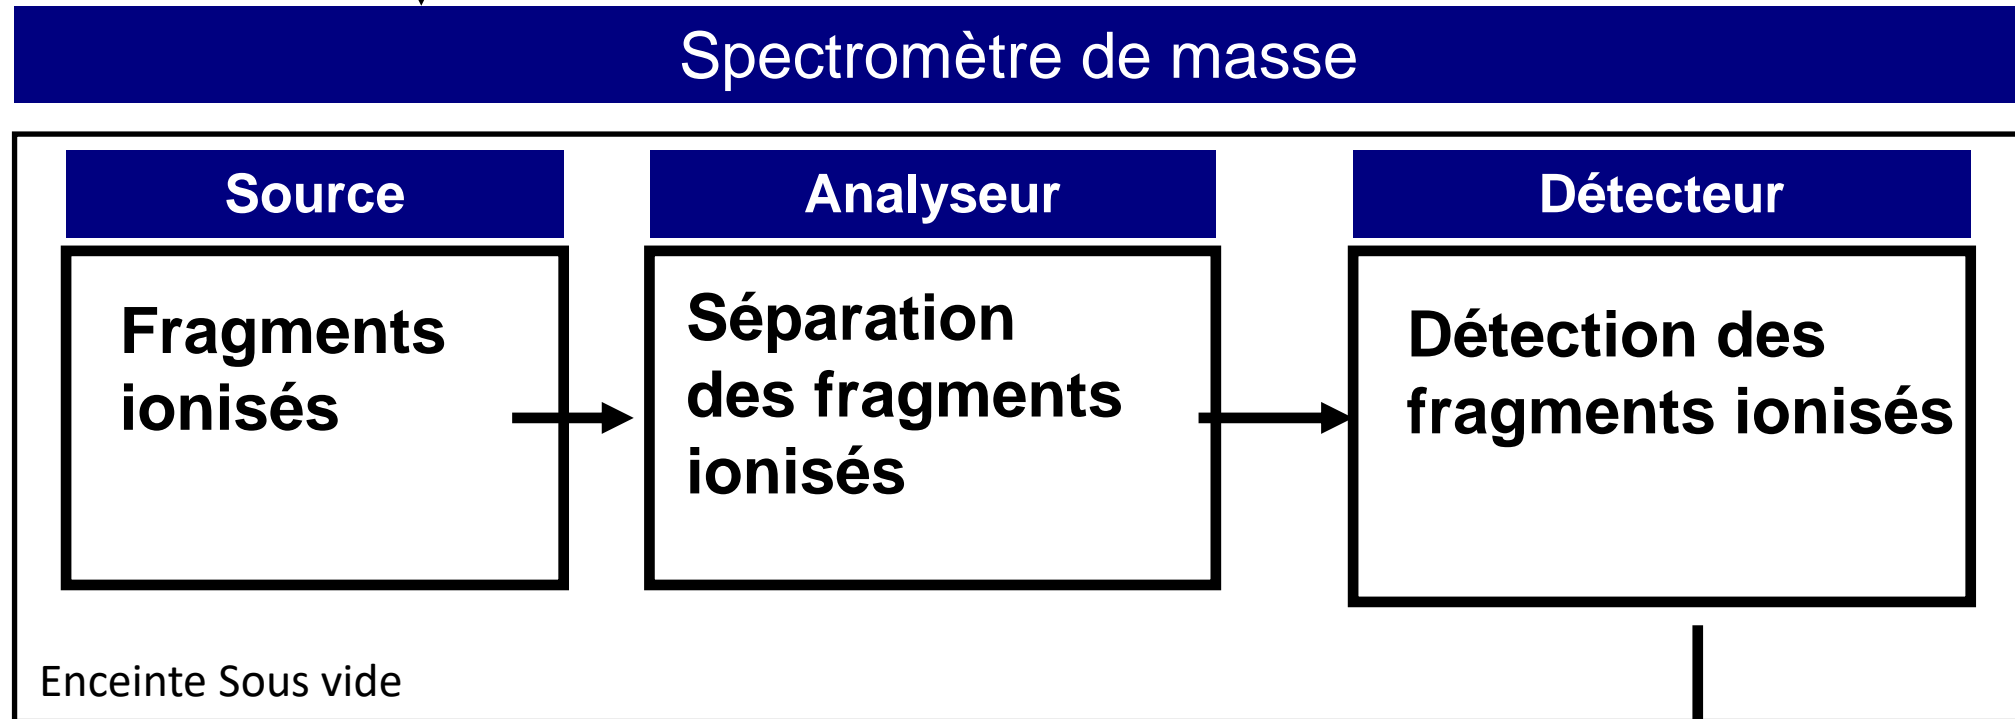 Spectromètre de masse
Source
Analyseur
Détecteur
Fragments
ionisés
Séparation
des fragments
ionisés
Détection des
fragments ionisés
Enceinte Sous vide